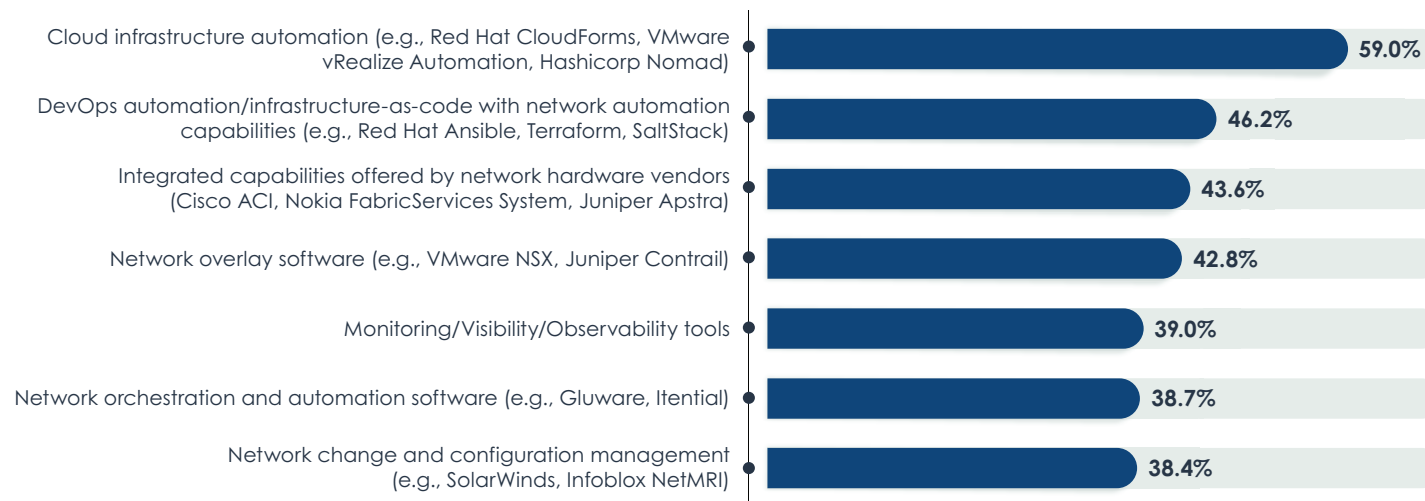 Cloud infrastructure automation (e.g., Red Hat CloudForms, VMware
vRealize Automation, Hashicorp Nomad)
59.0%
DevOps automation/infrastructure-as-code with network automation
capabilities (e.g., Red Hat Ansible, Terraform, SaltStack)
46.2%
Integrated capabilities offered by network hardware vendors
(Cisco ACI, Nokia FabricServices System, Juniper Apstra)
43.6%
Network overlay software (e.g., VMware NSX, Juniper Contrail)
42.8%
Monitoring/Visibility/Observability tools
39.0%
Network orchestration and automation software (e.g., Gluware, Itential)
38.7%
Network change and configuration management
(e.g., SolarWinds, Infoblox NetMRI)
38.4%